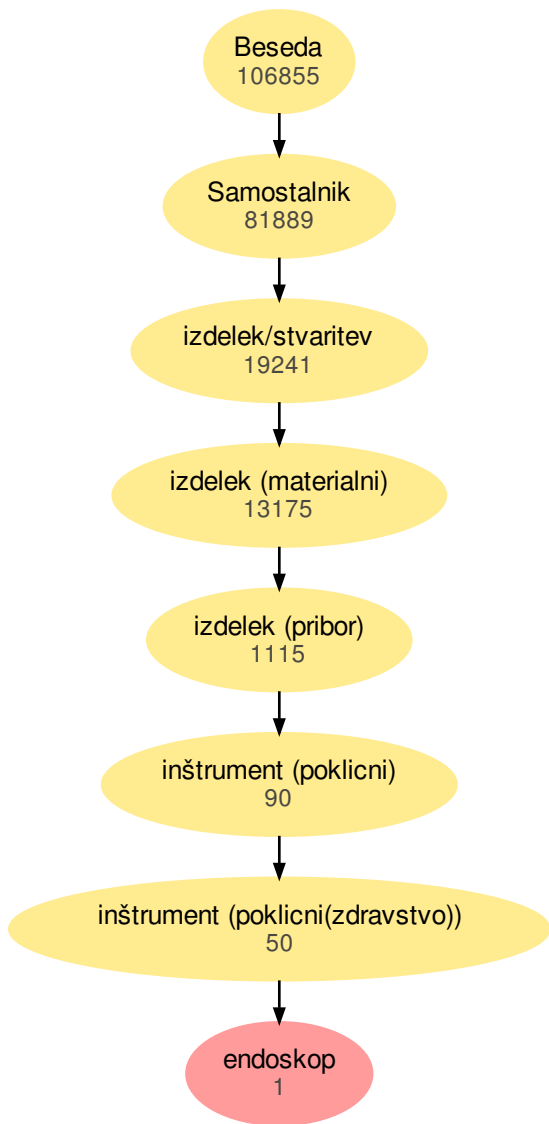 Beseda
106855
Samostalnik
81889
izdelek/stvaritev
19241
izdelek (materialni)
13175
izdelek (pribor)
1115
inštrument (poklicni)
90
inštrument (poklicni(zdravstvo))
50
endoskop
1